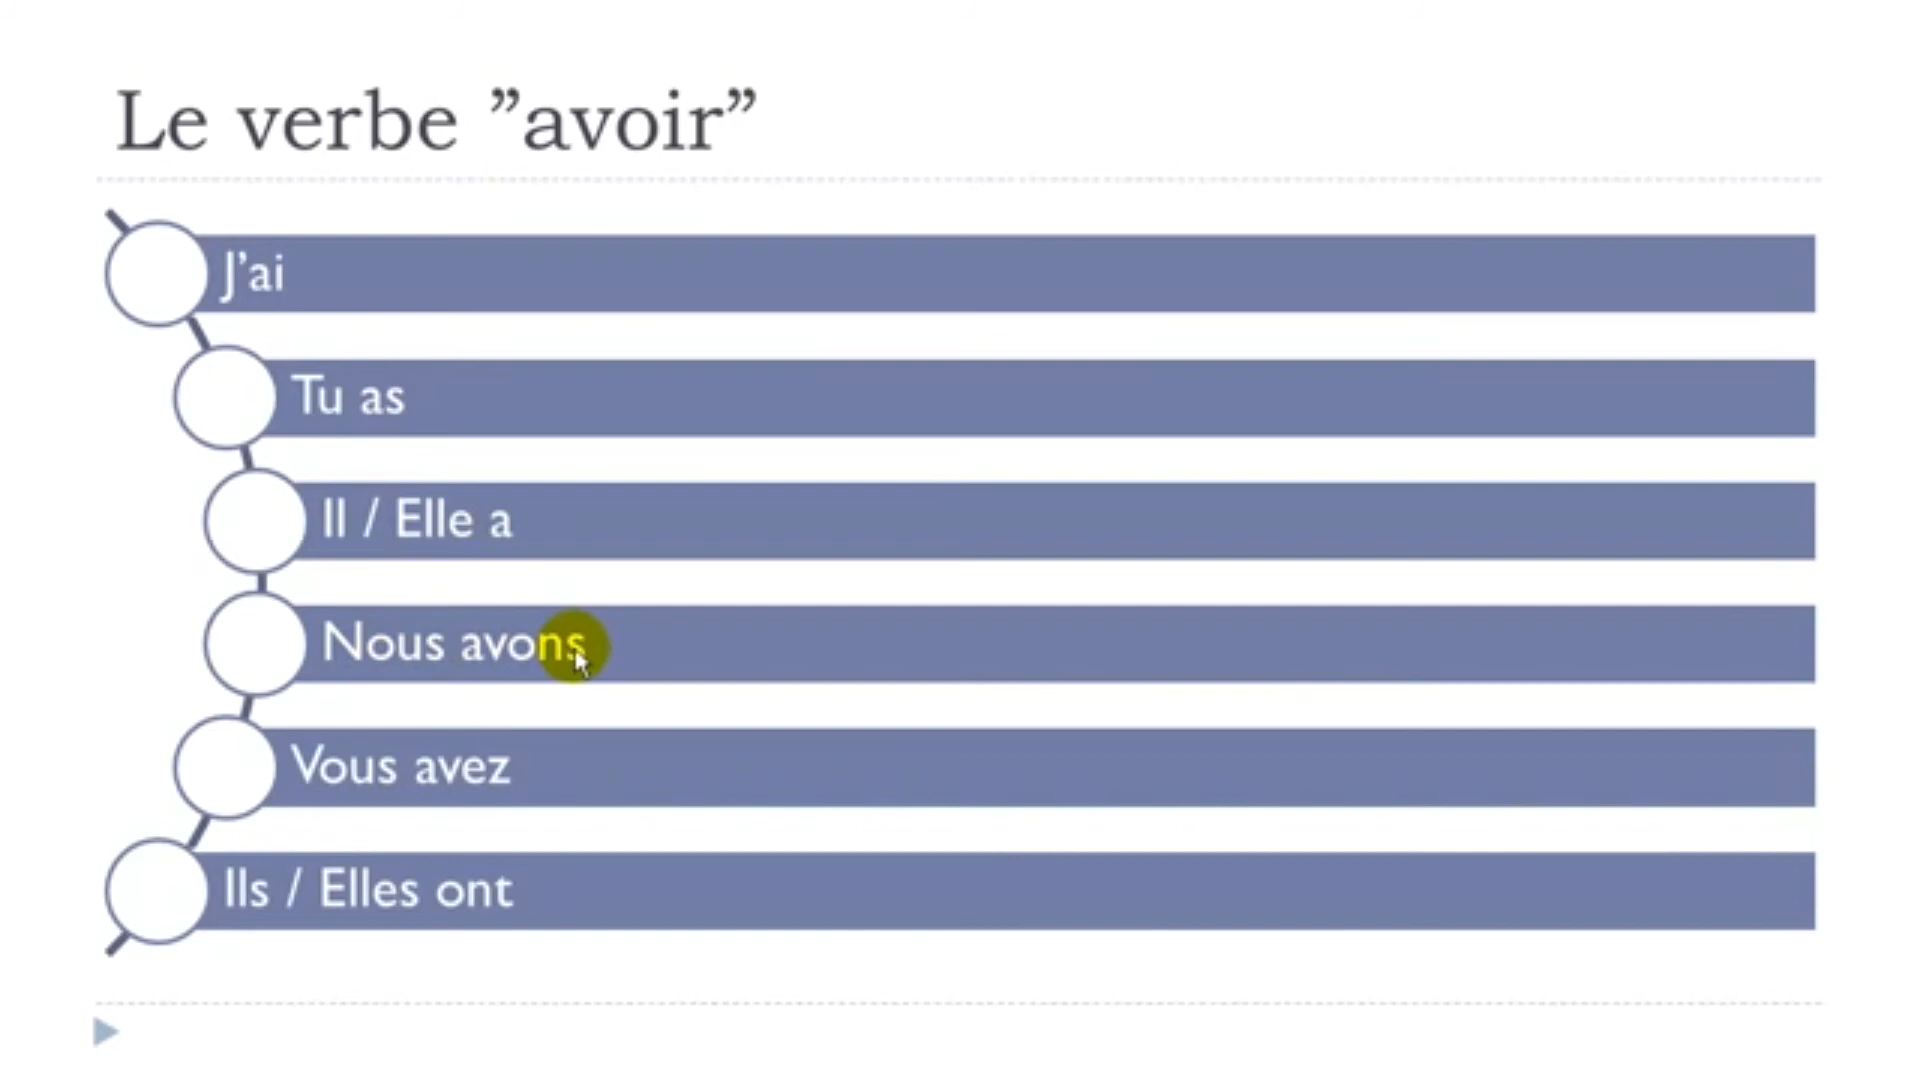 Le verbe ”avoir”
J’ai
Tu as
Il / Elle a
Nous avons
Vous avez
Ils / Elles ont